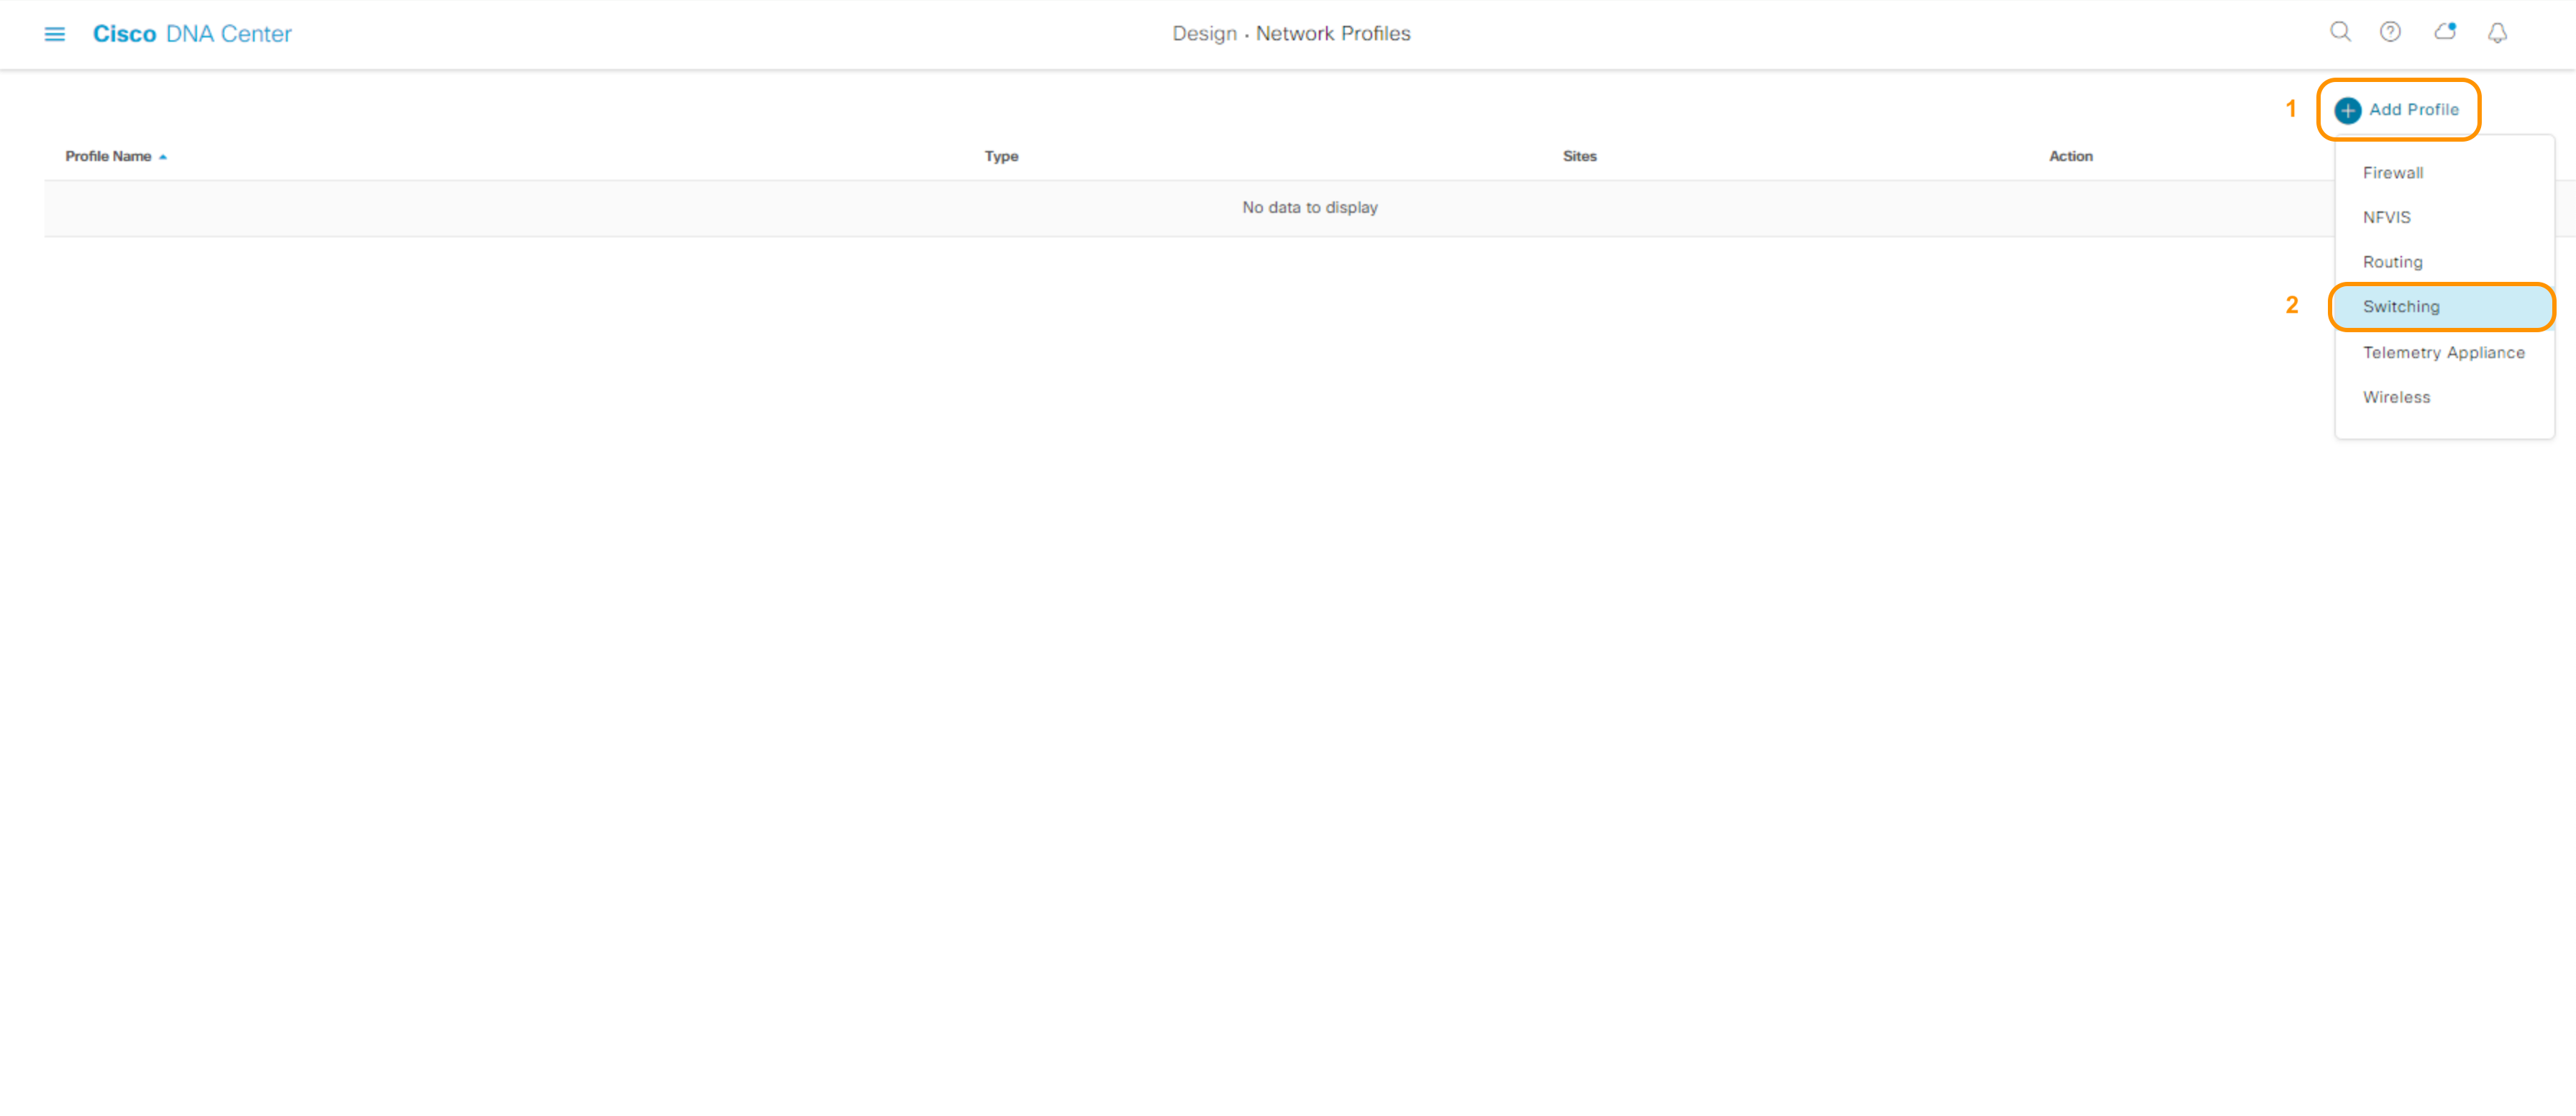 Cisco DNA Center
Design · Network Profiles
1 Add Profile
Profile Name Type Sites Action
No data to display
Firewall
NFVIS
Routing
2 Switching
Telemetry Appliance
Wireless